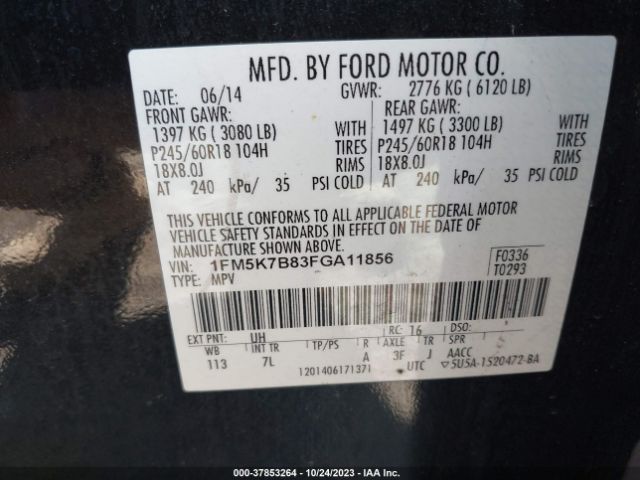 MFD. BY FORD MOTOR CO.
DATE: 06/14 GVWR: 2776 KG ( 6120 LB)
FRONT GAWR: REAR GAWR:
1397 KG ( 3080 LB) WITH 1497 KG ( 3300 LB) WITH
P245/60R18 104H TIRES P245/60R18 104H TIRES
18X8.0J RIMS 18X8.0J RIMS
AT 240 kPa/ 35 PSI COLD AT 240 kPa/ 35 PSI COLD
THIS VEHICLE CONFORMS TO ALL APPLICABLE FEDERAL MOTOR
VEHICLE SAFETY STANDARDS IN EFFECT ON THE DATE OF
MANUFACTURE SHOWN ABOVE.
VIN: 1FM5K7B83FGA11856 F0336
TYPE: MPV T0293
EXT PNT: UH RC: 16 DSO:
WB INT TR TP/PS R AXLE TR SPR
113 7L A 3F J AACC
1201406171371 UTC ▽5U5A-1520472-BA
000-37853264 - 10/24/2023 - IAA Inc.